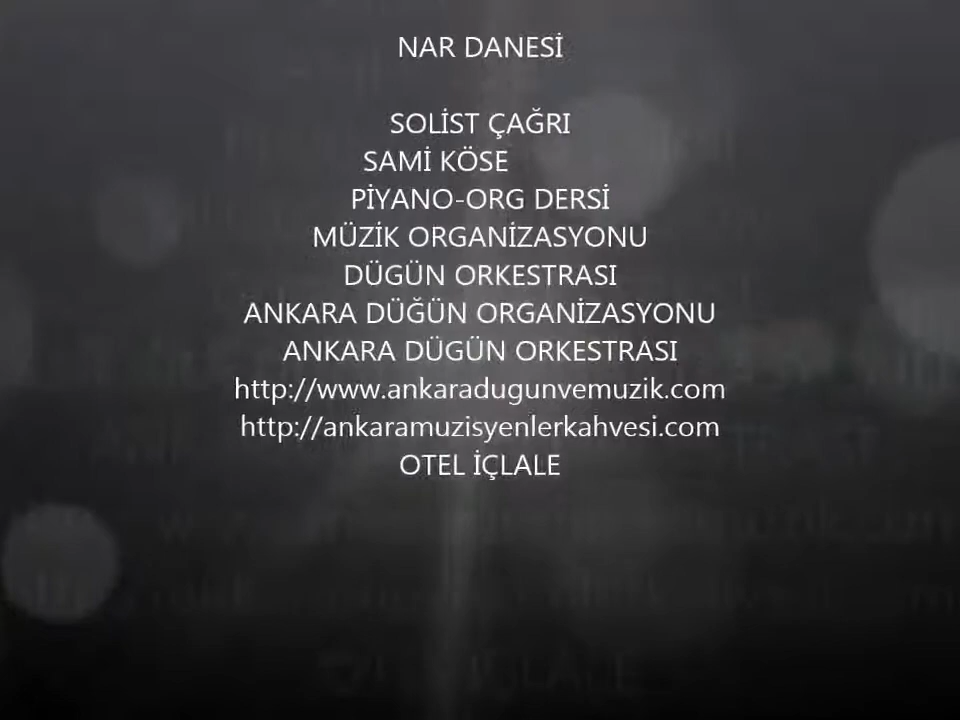 NAR DANESİ
SOLİST ÇAĞRI
SAMİ KÖSE
PİYANO-ORG DERSİ
MÜZİK ORGANİZASYONU
DÜGÜN ORKESTRASI
ANKARA DÜĞÜN ORGANİZASYONU
ANKARA DÜGÜN ORKESTRASI
http://www.ankaradugunvemuzik.com
http://ankaramuzisyenlerkahvesi.com
OTEL İÇLALE